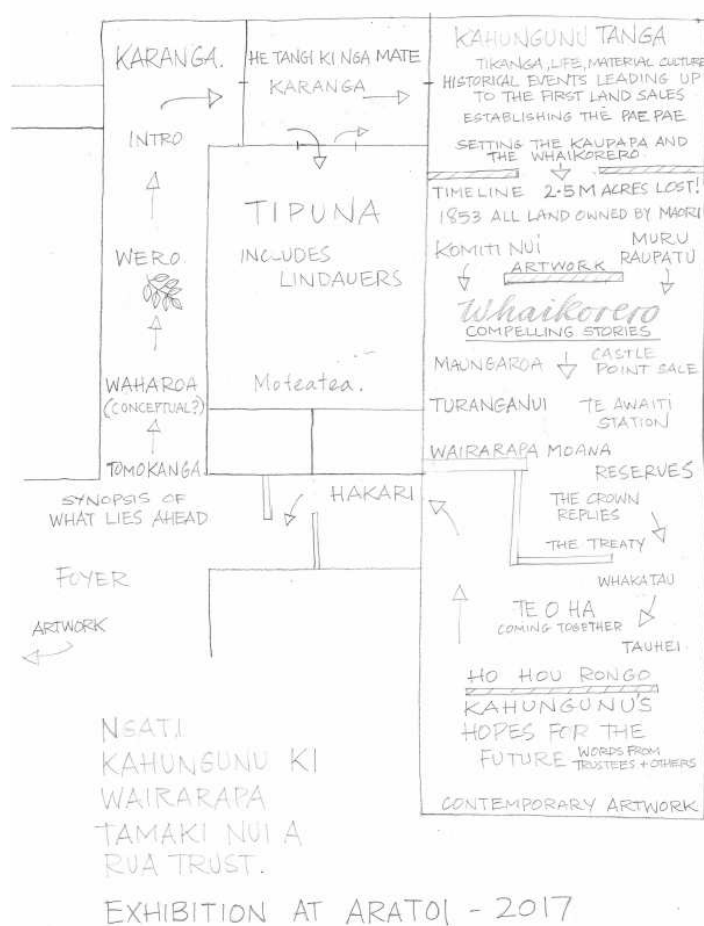 KARANGA.
INTRO
WERO
WAHAROA
(CONCEPTUAL?)
TOMOKANGA
SYNOPSIS OF
WHAT LIES AHEAD
FOYER
ARTWORK
HE TANGI KI NGA MATE
KARANGA
TIPUNA
INCLUDES
LINDAUERS
Moteatea.
HAKARI
KAHUNGUNU TANGA
TIKANGA, LIFE, MATERIAL CULTURE
HISTORICAL EVENTS LEADING UP
TO THE FIRST LAND SALES
ESTABLISHING THE PAE PAE
SETTING THE KAUPAPA AND
THE WHAIKORERO
TIMELINE 2.5M ACRES LOST!
1853 ALL LAND OWNED BY MAORI
KOMITI NUI
MURU
RAUPATU
ARTWORK
Whaikorero
COMPELLING STORIES
MAUNGAROA
CASTLE
POINT SALE
TURANGANUI
TE AWAITI
STATION
WAIRARAPA MOANA
RESERVES
THE CROWN
REPLIES
THE TREATY
WHAKATAU
TE O HA
COMING TOGETHER
TAUHEI
HO HOU RONGO
KAHUNGUNU'S
HOPES FOR THE
FUTURE WORDS FROM
TRUSTEES + OTHERS
CONTEMPORARY ARTWORK
NGATI
KAHUNGUNU KI
WAIRARAPA
TAMAKI NUI A
RUA TRUST.
EXHIBITION AT ARATOI - 2017